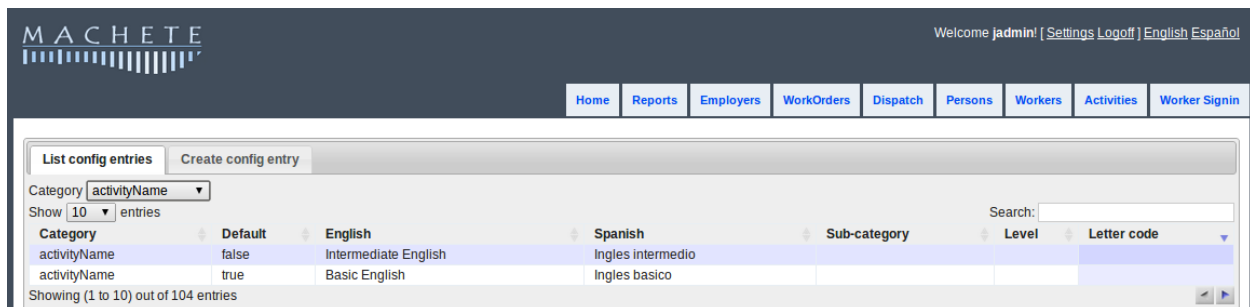 MACHETE
Welcome jadmin! [ Settings Logoff ] English Español
Home Reports Employers WorkOrders Dispatch Persons Workers Activities Worker Signin
List config entries Create config entry
Category activityName
Show 10 entries Search:
Category Default English Spanish Sub-category Level Letter code
activityName false Intermediate English Ingles intermedio
activityName true Basic English Ingles basico
Showing (1 to 10) out of 104 entries